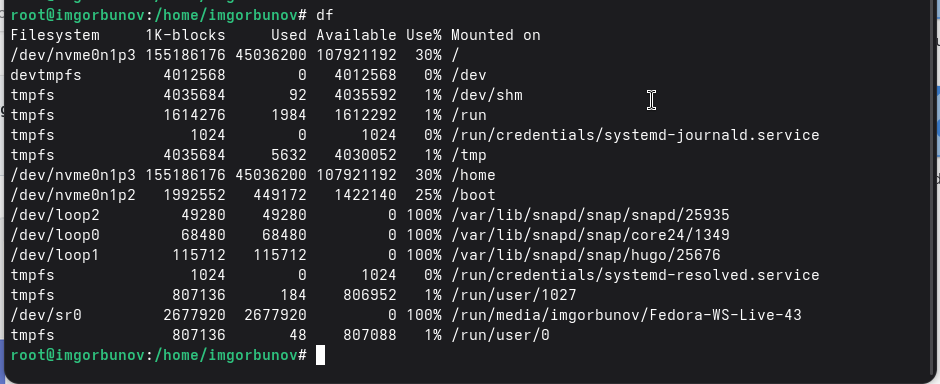 root@imgorbunov:/home/imgorbunov# df
Filesystem     1K-blocks     Used Available Use% Mounted on
/dev/nvme0n1p3 155186176 45036200 107921192  30% /
devtmpfs         4012568        0   4012568   0% /dev
tmpfs            4035684       92   4035592   1% /dev/shm
tmpfs            1614276     1984   1612292   1% /run
tmpfs               1024        0      1024   0% /run/credentials/systemd-journald.service
tmpfs            4035684     5632   4030052   1% /tmp
/dev/nvme0n1p3 155186176 45036200 107921192  30% /home
/dev/nvme0n1p2   1992552   449172   1422140  25% /boot
/dev/loop2         49280    49280         0 100% /var/lib/snapd/snap/snapd/25935
/dev/loop0         68480    68480         0 100% /var/lib/snapd/snap/core24/1349
/dev/loop1        115712   115712         0 100% /var/lib/snapd/snap/hugo/25676
tmpfs               1024        0      1024   0% /run/credentials/systemd-resolved.service
tmpfs             807136      184    806952   1% /run/user/1027
/dev/sr0         2677920  2677920         0 100% /run/media/imgorbunov/Fedora-WS-Live-43
tmpfs             807136       48    807088   1% /run/user/0
root@imgorbunov:/home/imgorbunov#